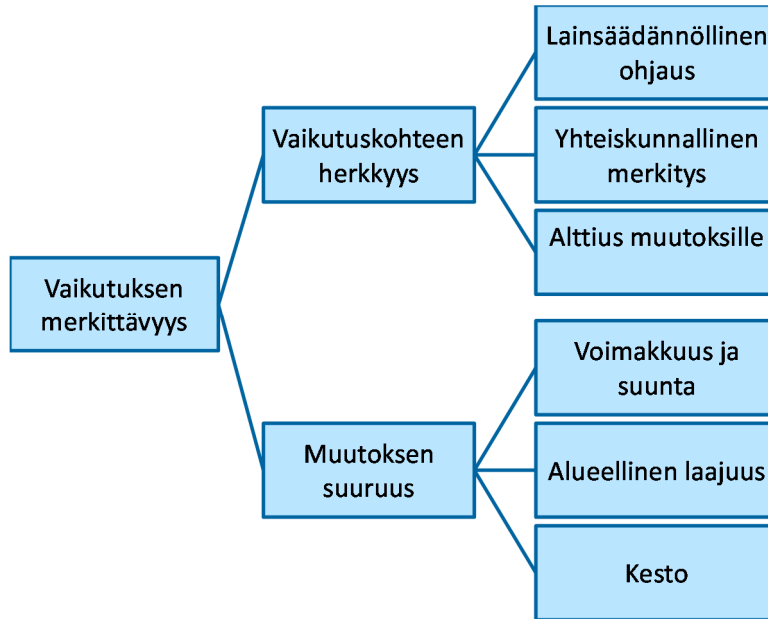 Lainsäädännöllinen
ohjaus
Vaikutuskohteen
herkkyys
Yhteiskunnallinen
merkitys
Alttius muutoksille
Vaikutuksen
merkittävyys
Voimakkuus ja
suunta
Muutoksen
suuruus
Alueellinen laajuus
Kesto